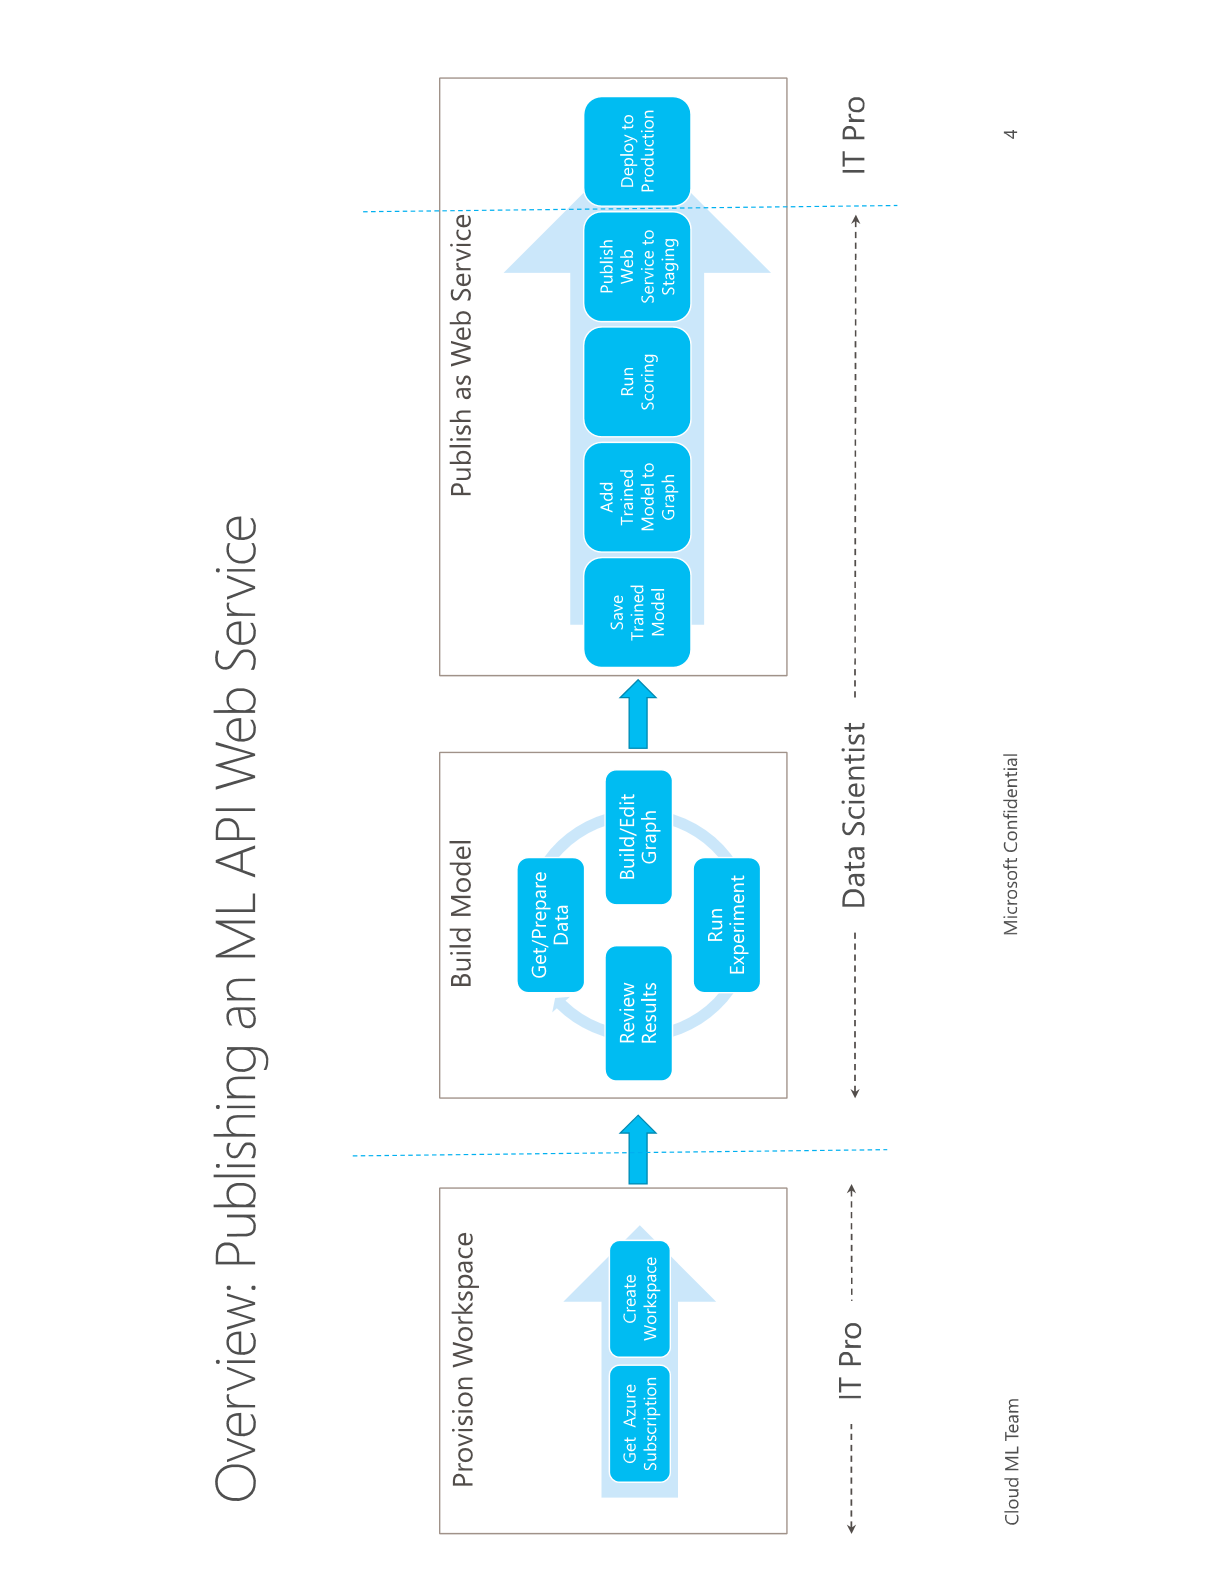 Overview: Publishing an ML API Web Service
Provision Workspace
Get Azure
Subscription
Create
Workspace
Build Model
Get/Prepare
Data
Build/Edit
Graph
Run
Experiment
Review
Results
Publish as Web Service
Save
Trained
Model
Add
Trained
Model to
Graph
Run
Scoring
Publish
Web
Service to
Staging
Deploy to
Production
IT Pro
Data Scientist
IT Pro
Cloud ML Team
Microsoft Confidential
4